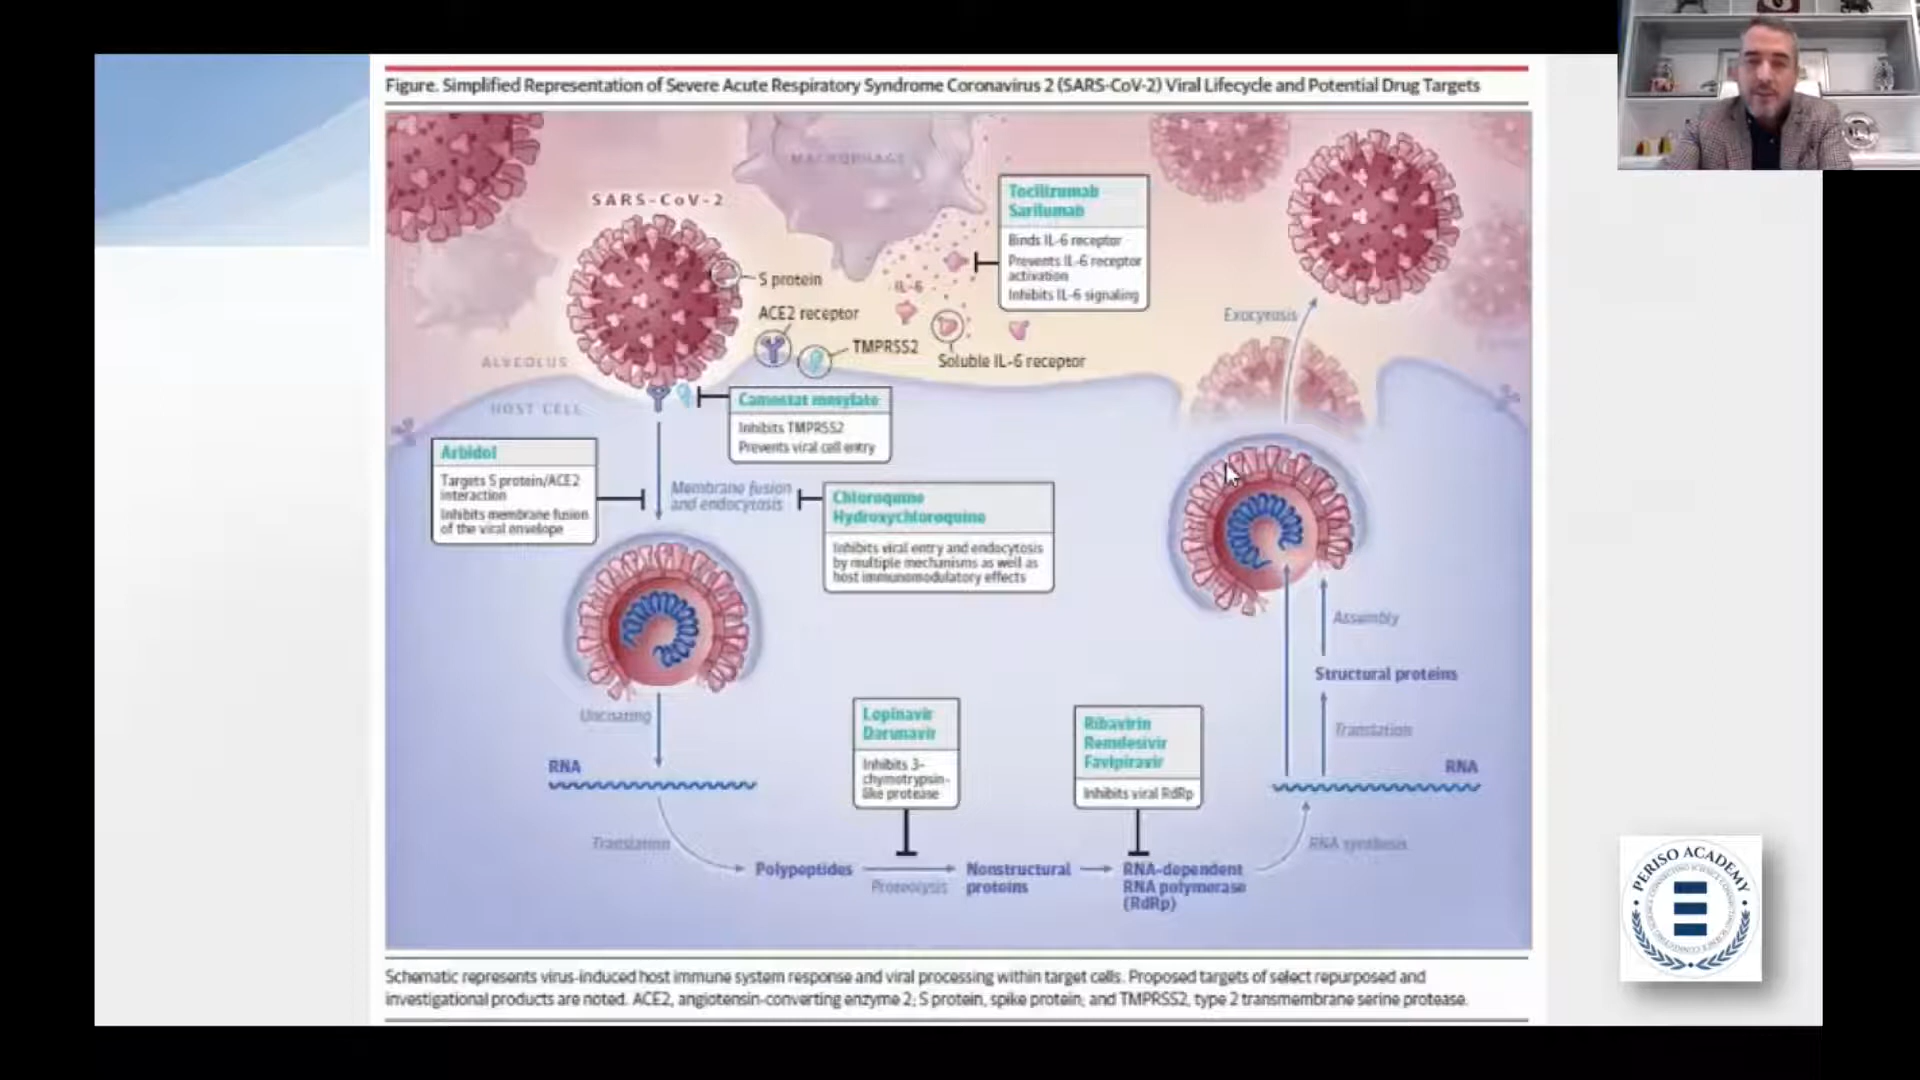 Figure. Simplified Representation of Severe Acute Respiratory Syndrome Coronavirus 2 (SARS-CoV-2) Viral Lifecycle and Potential Drug Targets
MACROPHAGE
SARS-CoV-2
Tocilizumab
Sarilumab
Binds IL-6 receptor
Prevents IL-6 receptor
activation
Inhibits IL-6 signaling
S protein
IL-6
ACE2 receptor
TMPRSS2
Soluble IL-6 receptor
Exocytosis
ALVEOLUS
HOST CELL
Camostat mesylate
Inhibits TMPRSS2
Prevents viral cell entry
Arbidol
Targets S protein/ACE2
interaction
Inhibits membrane fusion
of the viral envelope
Membrane fusion
and endocytosis
Chloroquine
Hydroxychloroquine
Inhibits viral entry and endocytosis
by multiple mechanisms as well as
host immunomodulatory effects
Assembly
Structural proteins
Translation
RNA
Uncoating
RNA
Lopinavir
Darunavir
Inhibits 3-
chymotrypsin-
like protease
Ribavirin
Remdesivir
Favipiravir
Inhibits viral RdRp
Translation
Polypeptides
Proteolysis
Nonstructural
proteins
RNA-dependent
RNA polymerase
(RdRp)
RNA synthesis
PERISO ACADEMY
Schematic represents virus-induced host immune system response and viral processing within target cells. Proposed targets of select repurposed and
investigational products are noted. ACE2, angiotensin-converting enzyme 2; S protein, spike protein; and TMPRSS2, type 2 transmembrane serine protease.